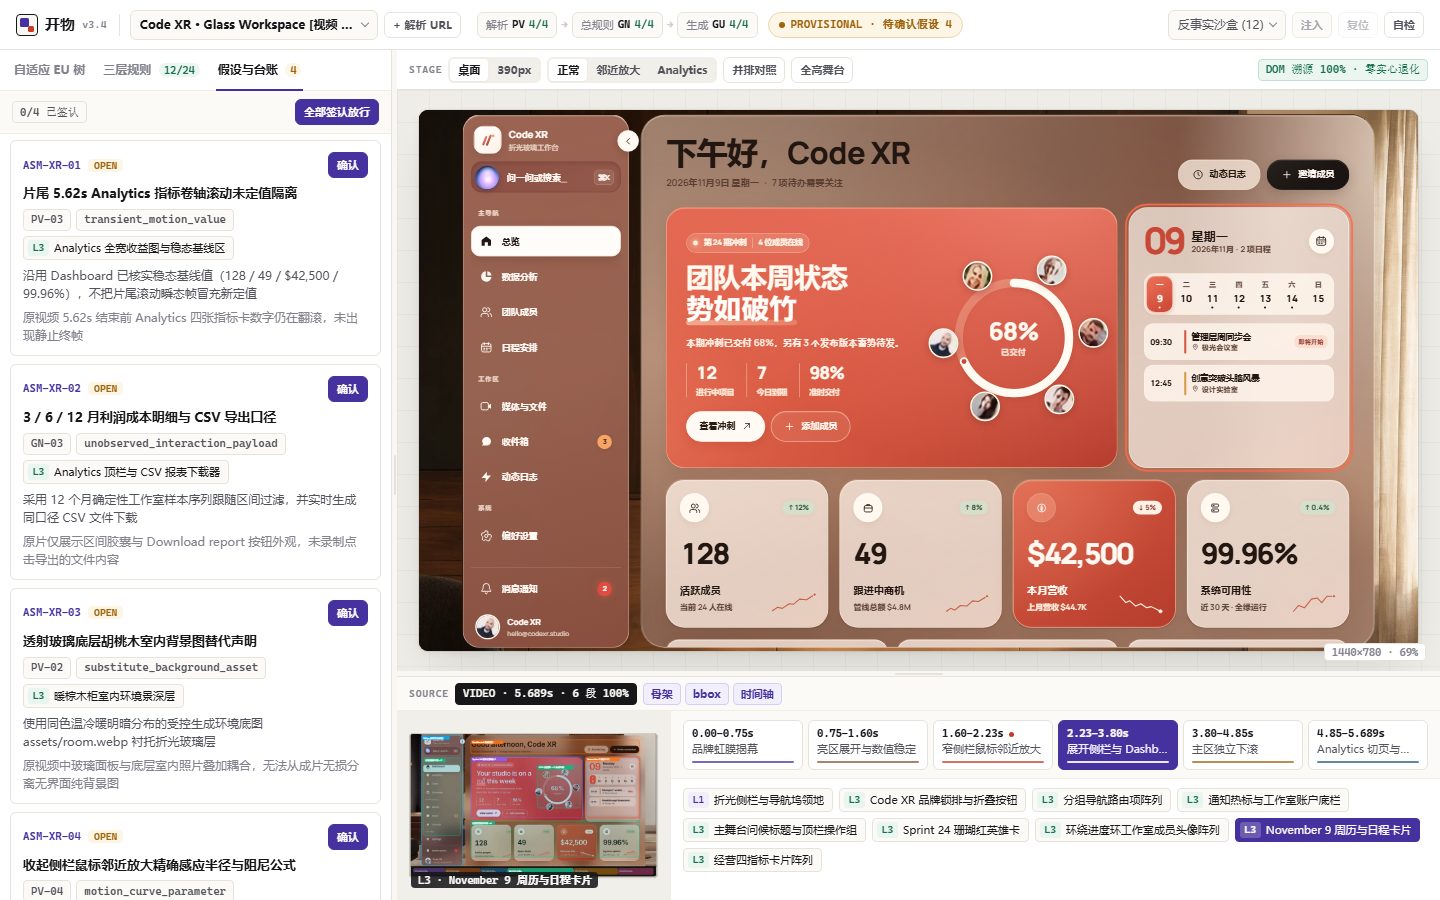 开物 v3.4
Code XR • Glass Workspace [视频 ...
+ 解析 URL
解析 PV 4/4
总规则 GN 4/4
生成 GU 4/4
PROVISIONAL · 待确认假设 4
反事实沙盒 (12)
注入
复位
自检
自适应 EU 树
三层规则 12/24
假设与台账 4
0/4 已签认
全部签认放行
ASM-XR-01 OPEN
确认
片尾 5.62s Analytics 指标卷轴滚动未定值隔离
PV-03 transient_motion_value
L3 Analytics 全宽收益图与稳态基线区
沿用 Dashboard 已核实稳态基线值（128 / 49 / $42,500 /
99.96%），不把片尾滚动瞬态帧冒充新定值
原视频 5.62s 结束前 Analytics 四张指标卡数字仍在翻滚，未出
现静止终帧
ASM-XR-02 OPEN
确认
3 / 6 / 12 月利润成本明细与 CSV 导出口径
GN-03 unobserved_interaction_payload
L3 Analytics 顶栏与 CSV 报表下载器
采用 12 个月确定性工作室样本序列跟随区间过滤，并实时生成
同口径 CSV 文件下载
原片仅展示区间胶囊与 Download report 按钮外观，未录制点
击导出的文件内容
ASM-XR-03 OPEN
确认
透射玻璃底层胡桃木室内背景图替代声明
PV-02 substitute_background_asset
L3 暖棕木柜室内环境景深层
使用同色温冷暖明暗分布的受控生成环境底图
assets/room.webp 衬托折光玻璃层
原视频中玻璃面板与底层室内照片叠加耦合，无法从成片无损分
离无界面纯背景图
ASM-XR-04 OPEN
确认
收起侧栏鼠标邻近放大精确感应半径与阻尼公式
PV-04 motion_curve_parameter
STAGE 桌面 390px 正常 邻近放大 Analytics 并排对照 全高舞台
DOM 溯源 100% · 零实心退化
Code XR
折光玻璃工作台
问一问或搜索...
⌘K
主导航
总览
数据分析
团队成员
日程安排
工作区
媒体与文件
收件箱 3
动态日志
系统
偏好设置
消息通知 2
Code XR
hello@codexr.studio
下午好，Code XR
2026年11月9日 星期一 · 7 项待办需要关注
动态日志
+ 邀请成员
第 24 期冲刺 | 4 位成员在线
团队本周状态
势如破竹
本期冲刺已交付 68%，另有 3 个发布版本蓄势待发。
12
进行中项目
7
今日到期
98%
准时交付
查看冲刺 ↗
+ 添加成员
68%
已交付
09 星期一
2026年11月 · 2 项日程
一 二 三 四 五 六 日
9 10 11 12 13 14 15
09:30 管理层周同步会
极光会议室
即将开始
12:45 创意突破头脑风暴
设计实验室
↑ 12%
128
活跃成员
当前 24 人在线
↑ 8%
49
跟进中商机
管线总额 $4.8M
↓ 5%
$42,500
本月营收
上月营收 $44.7K
↑ 0.4%
99.96%
系统可用性
近 30 天 · 全绿运行
1440×780 · 69%
SOURCE VIDEO · 5.689s · 6 段 100% 骨架 bbox 时间轴
Good afternoon, Code XR
Your studio is on a
this week
68%
09
128
49
$42,500
99.96%
L3 · November 9 周历与日程卡片
0.00–0.75s
品牌虹膜揭幕
0.75–1.60s
亮区展开与数值稳定
1.60–2.23s
窄侧栏鼠标邻近放大
2.23–3.80s
展开侧栏与 Dashb...
3.80–4.85s
主区独立下滚
4.85–5.689s
Analytics 切页与...
L1 折光侧栏与导航坞领地
L3 Code XR 品牌锁排与折叠按钮
L3 分组导航路由项阵列
L3 通知热标与工作室账户底栏
L3 主舞台问候标题与顶栏操作组
L3 Sprint 24 珊瑚红英雄卡
L3 环绕进度环工作室成员头像阵列
L3 November 9 周历与日程卡片
L3 经营四指标卡片阵列